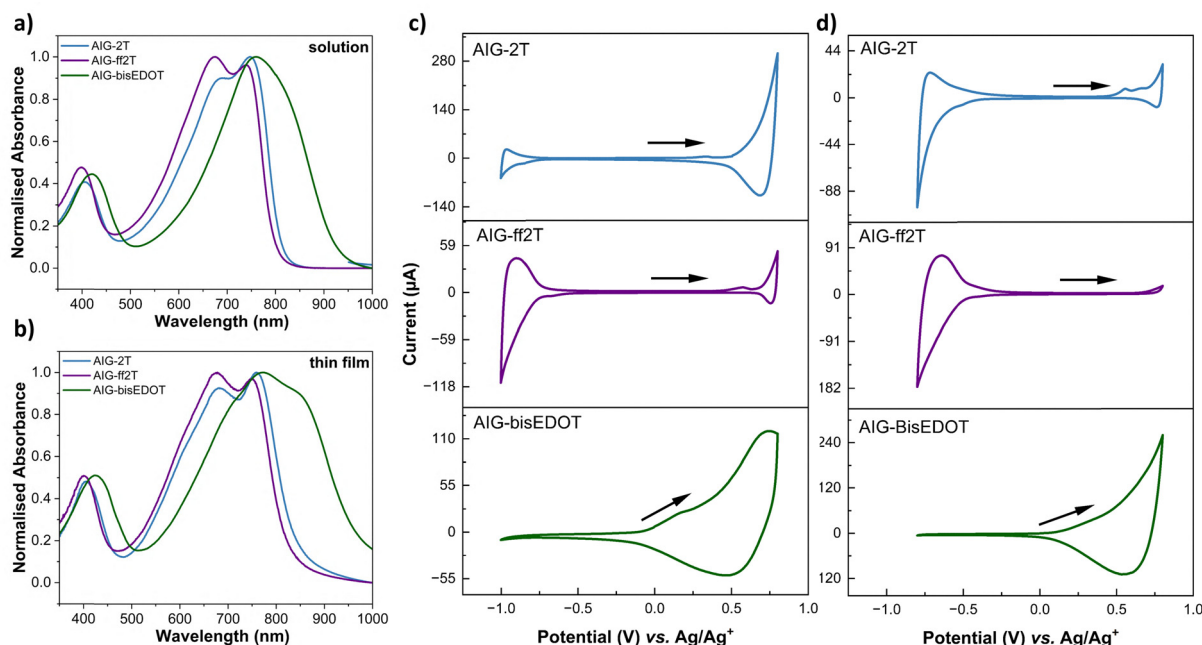 a)
solution
AIG-2T
AIG-ff2T
AIG-bisEDOT
Normalised Absorbance
1.0
0.8
0.6
0.4
0.2
0.0
400 500 600 700 800 900 1000
Wavelength (nm)
b)
thin film
AIG-2T
AIG-ff2T
AIG-bisEDOT
Normalised Absorbance
1.0
0.8
0.6
0.4
0.2
0.0
400 500 600 700 800 900 1000
Wavelength (nm)
c)
AIG-2T
280
140
0
−140
AIG-ff2T
59
0
−59
−118
Current (µA)
AIG-bisEDOT
110
55
0
−55
−1.0 −0.5 0.0 0.5 1.0
Potential (V) vs. Ag/Ag+
d)
AIG-2T
44
0
−44
−88
AIG-ff2T
91
0
−91
182
AIG-BisEDOT
240
120
0
120
−1.0 −0.5 0.0 0.5 1.0
Potential (V) vs. Ag/Ag+